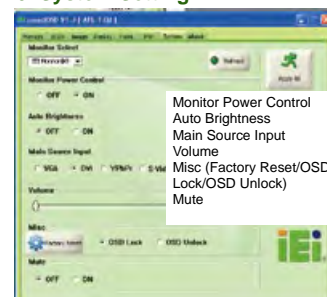 Monitor Select
Refresh
Monitor Power Control
OFF ON
Auto Brightness
OFF ON
Main Source Input
VGA DVI YPbPr
Volume
Misc
Factory Reset OSD Lock OSD Unlock
Mute
OFF ON
Monitor Power Control
Auto Brightness
Main Source Input
Volume
Misc (Factory Reset/OSD
Lock/OSD Unlock)
Mute
iEi